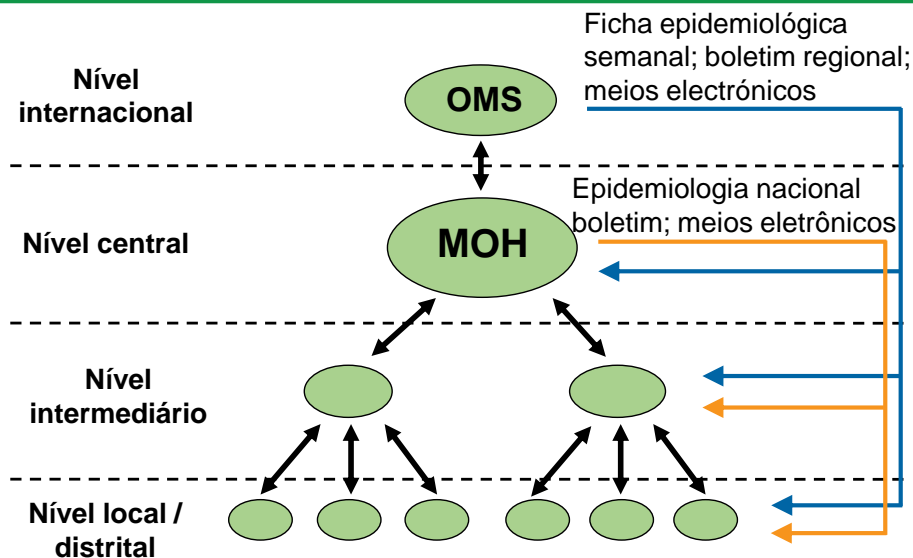 Nível
internacional
OMS
Ficha epidemiológica
semanal; boletim regional;
meios electrónicos
Nível central
MOH
Epidemiologia nacional
boletim; meios eletrônicos
Nível
intermediário
Nível local /
distrital